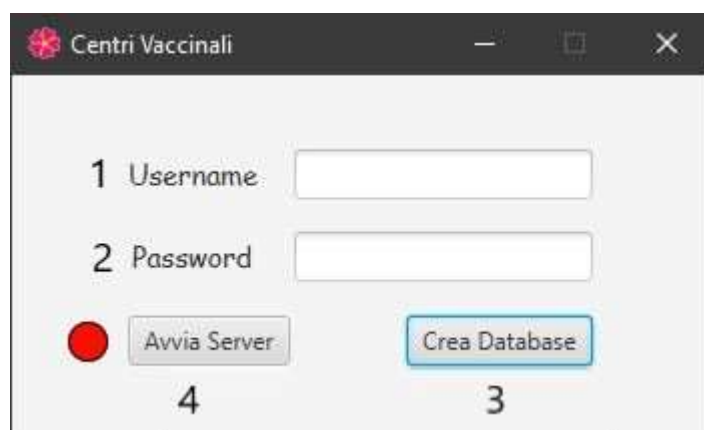 Centri Vaccinali
1 Username
2 Password
Avvia Server Crea Database
4 3